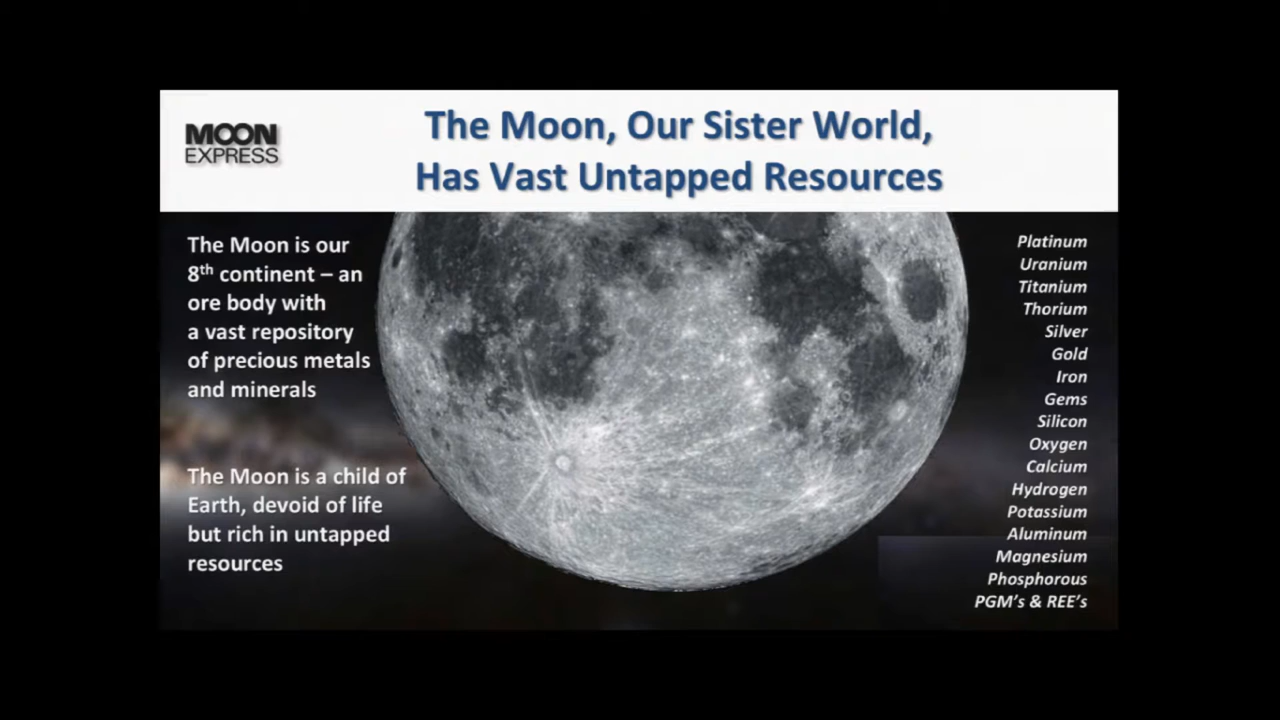 MOON
EXPRESS
The Moon, Our Sister World,
Has Vast Untapped Resources
The Moon is our
8th continent – an
ore body with
a vast repository
of precious metals
and minerals
The Moon is a child of
Earth, devoid of life
but rich in untapped
resources
Platinum
Uranium
Titanium
Thorium
Silver
Gold
Iron
Gems
Silicon
Oxygen
Calcium
Hydrogen
Potassium
Aluminum
Magnesium
Phosphorous
PGM's & REE's